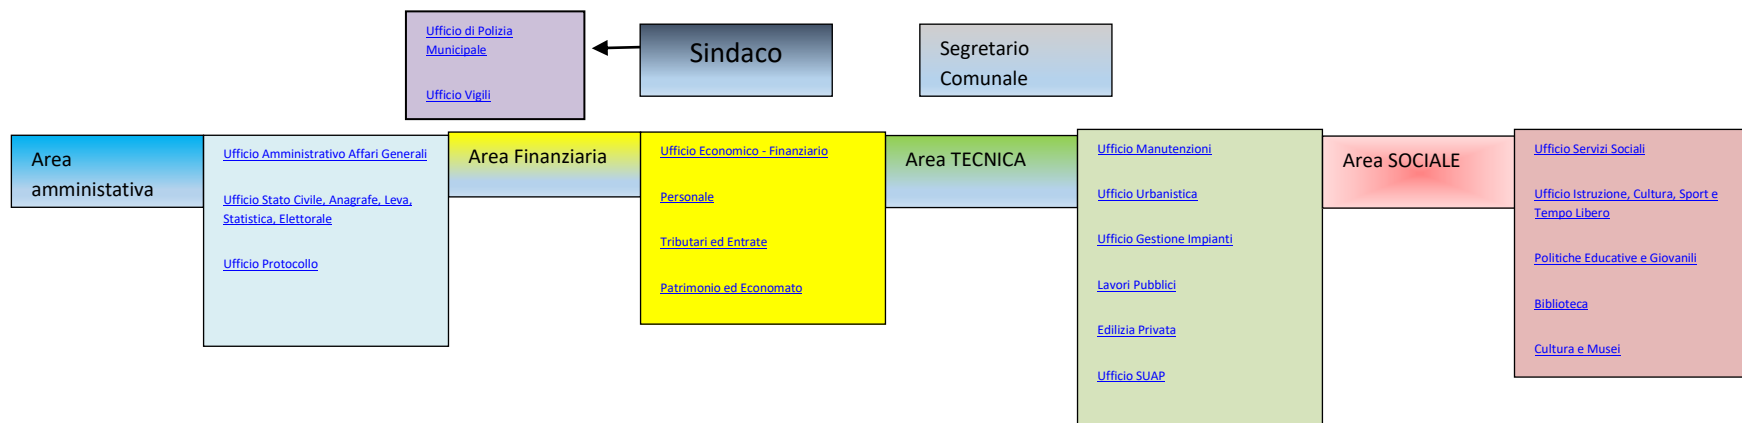 Ufficio di Polizia
Municipale
Ufficio Vigili
Sindaco
Segretario
Comunale
Area
amministativa
Ufficio Amministrativo Affari Generali
Ufficio Stato Civile, Anagrafe, Leva,
Statistica, Elettorale
Ufficio Protocollo
Area Finanziaria
Ufficio Economico - Finanziario
Personale
Tributari ed Entrate
Patrimonio ed Economato
Area TECNICA
Ufficio Manutenzioni
Ufficio Urbanistica
Ufficio Gestione Impianti
Lavori Pubblici
Edilizia Privata
Ufficio SUAP
Area SOCIALE
Ufficio Servizi Sociali
Ufficio Istruzione, Cultura, Sport e
Tempo Libero
Politiche Educative e Giovanili
Biblioteca
Cultura e Musei